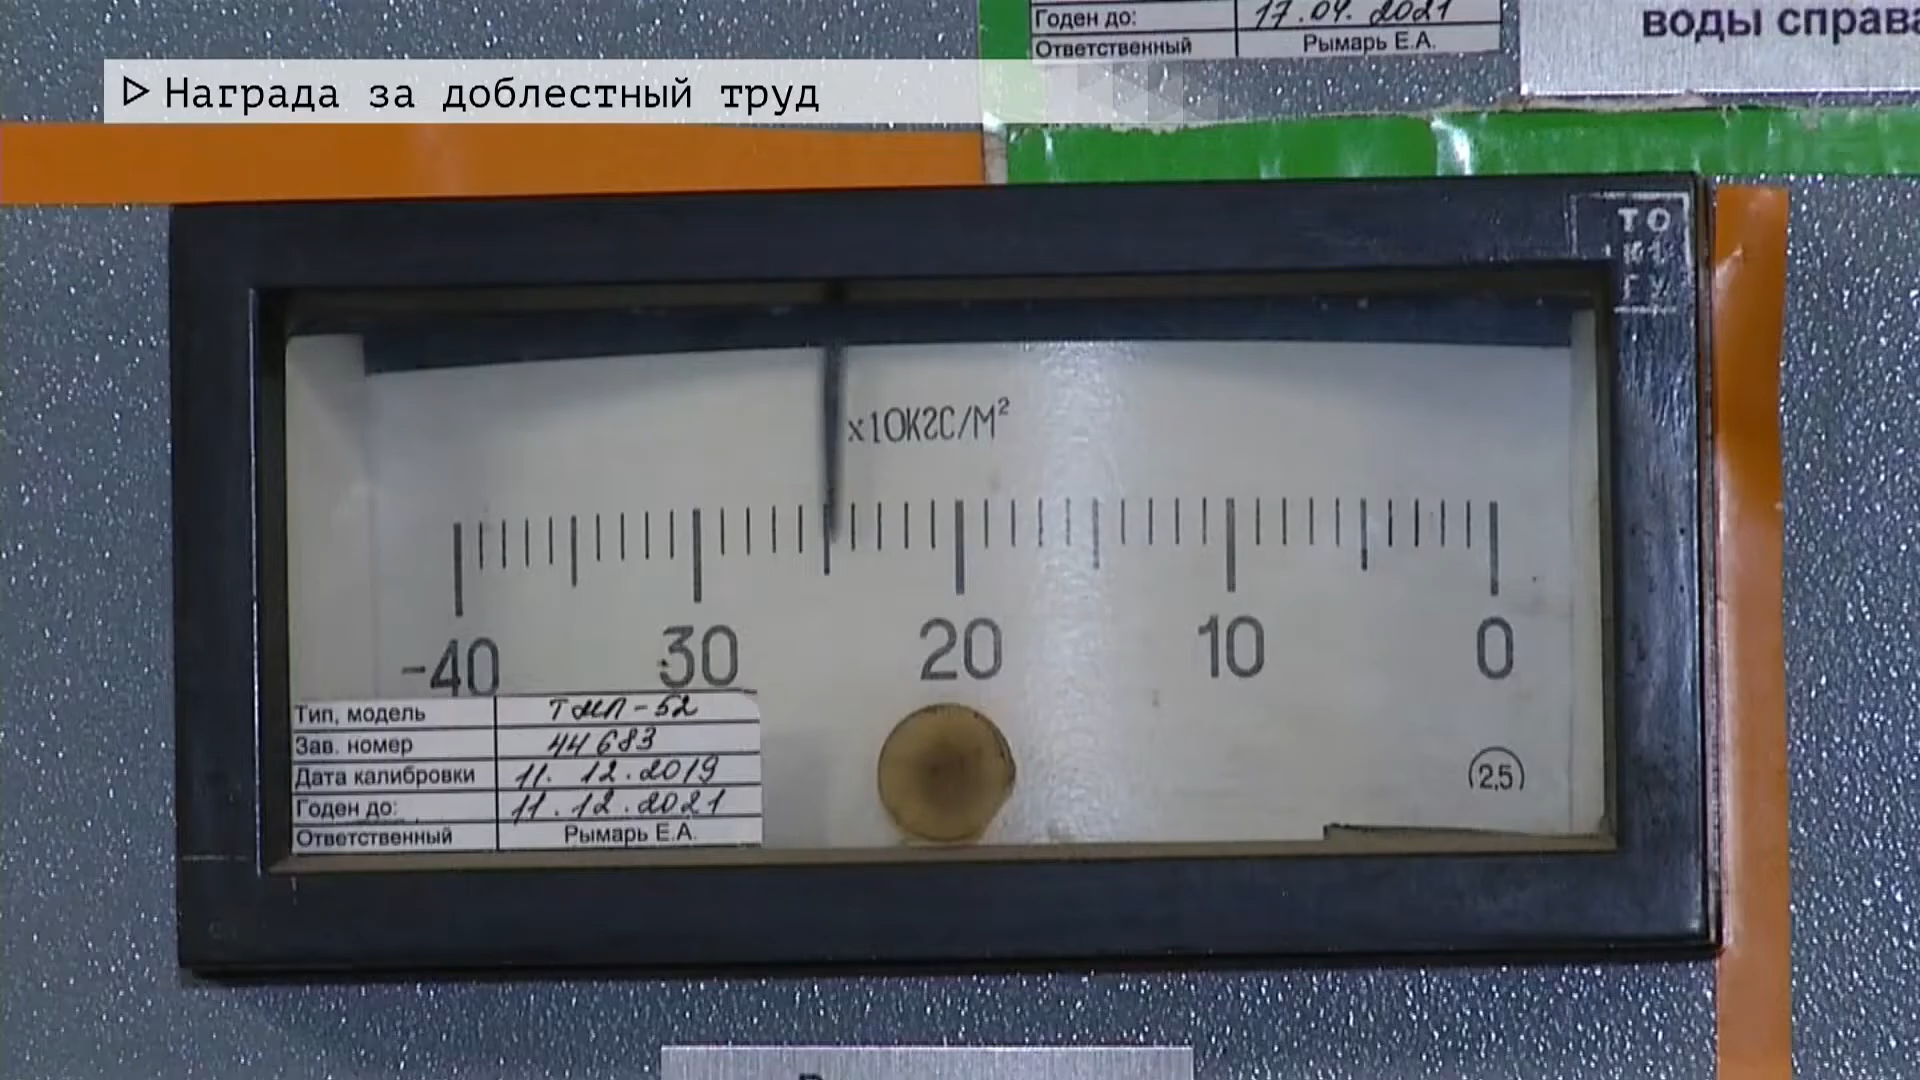 Годен до: 17.04.2021
Ответственный Рымарь Е.А.
воды справа
Награда за доблестный труд
ТО
х10КГС/М²
-40 30 20 10 0
Тип, модель ТМП-52
Зав. номер 44683
Дата калибровки 11.12.2019
Годен до: 11.12.2021
Ответственный Рымарь Е.А.
2,5